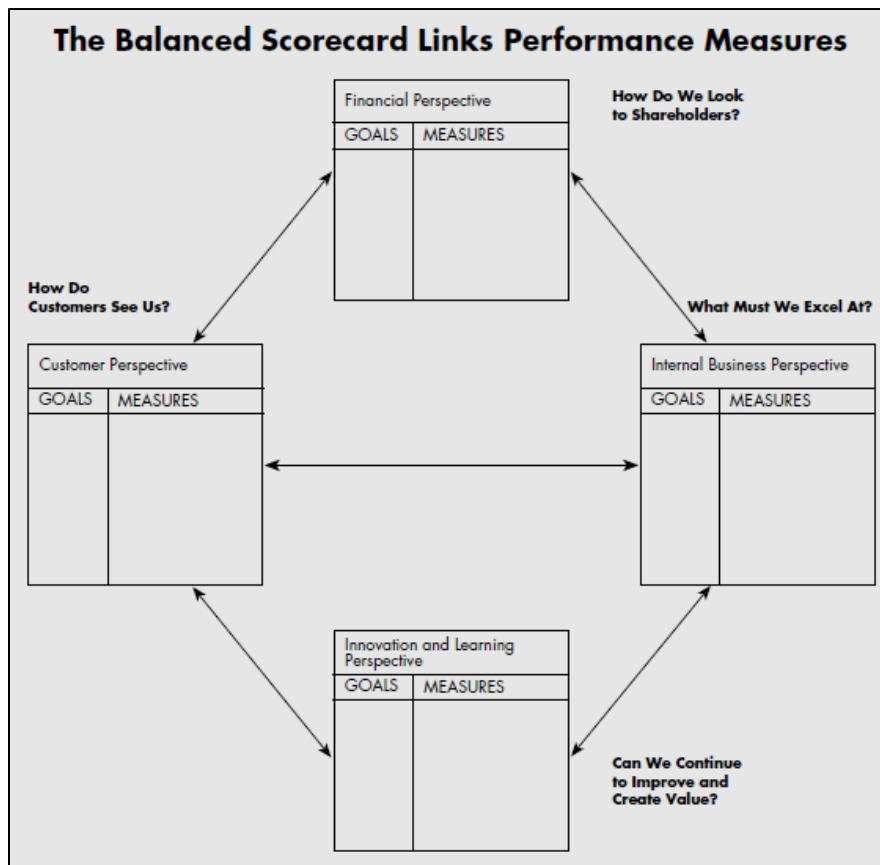 The Balanced Scorecard Links Performance Measures
Financial Perspective
GOALS MEASURES
How Do We Look
to Shareholders?
How Do
Customers See Us?
What Must We Excel At?
Customer Perspective
GOALS MEASURES
Internal Business Perspective
GOALS MEASURES
Innovation and Learning
Perspective
GOALS MEASURES
Can We Continue
to Improve and
Create Value?